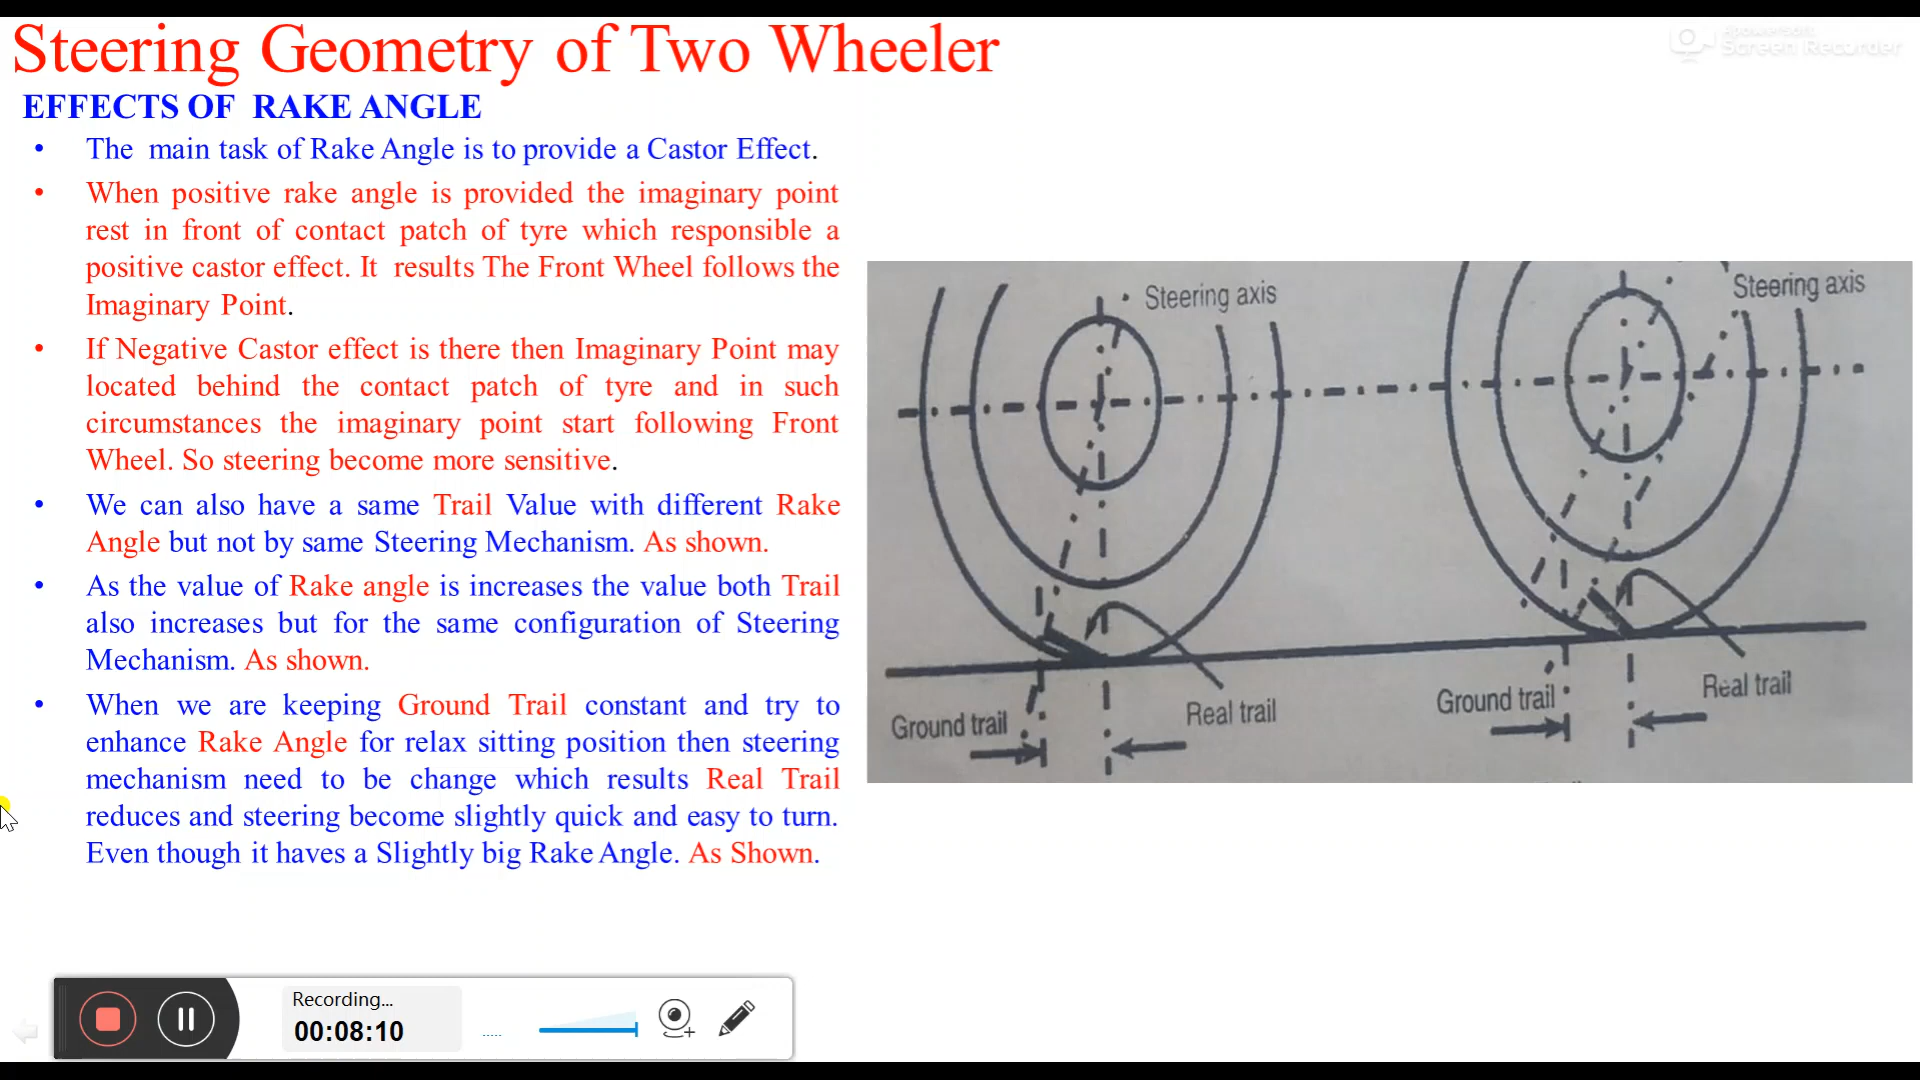 Steering Geometry of Two Wheeler
Apowersoft
Screen Recorder
EFFECTS OF RAKE ANGLE
• The main task of Rake Angle is to provide a Castor Effect.
• When positive rake angle is provided the imaginary point
rest in front of contact patch of tyre which responsible a
positive castor effect. It results The Front Wheel follows the
Imaginary Point.
• If Negative Castor effect is there then Imaginary Point may
located behind the contact patch of tyre and in such
circumstances the imaginary point start following Front
Wheel. So steering become more sensitive.
• We can also have a same Trail Value with different Rake
Angle but not by same Steering Mechanism. As shown.
• As the value of Rake angle is increases the value both Trail
also increases but for the same configuration of Steering
Mechanism. As shown.
• When we are keeping Ground Trail constant and try to
enhance Rake Angle for relax sitting position then steering
mechanism need to be change which results Real Trail
reduces and steering become slightly quick and easy to turn.
Even though it haves a Slightly big Rake Angle. As Shown.
Steering axis
Steering axis
Ground trail
Real trail
Ground trail
Real trail
Recording...
00:08:10